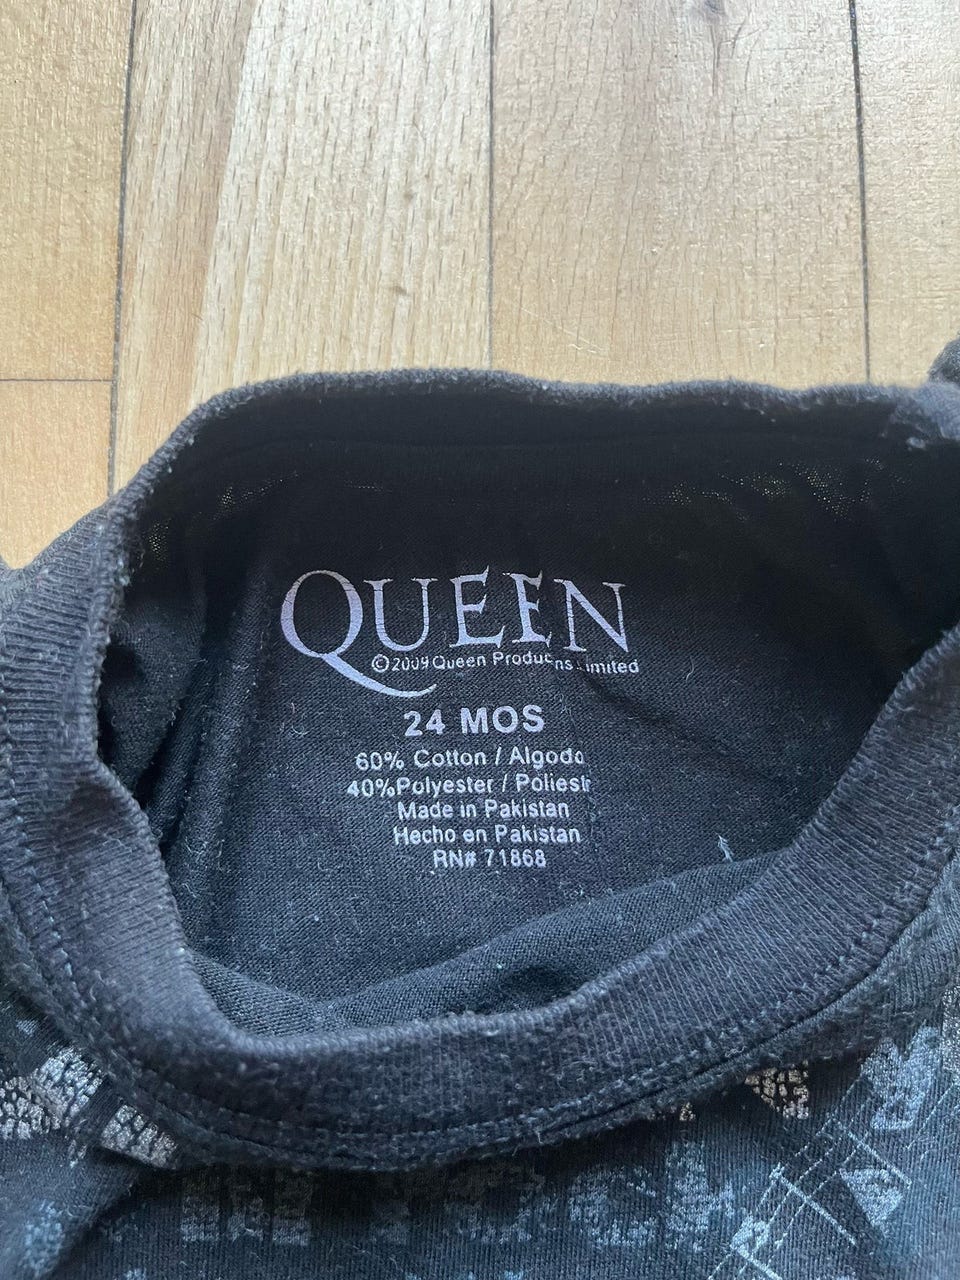 QUEEN
©2009 Queen Productions Limited
24 MOS
60% Cotton / Algodo
40%Polyester / Poliestr
Made in Pakistan
Hecho en Pakistan
RN# 71868